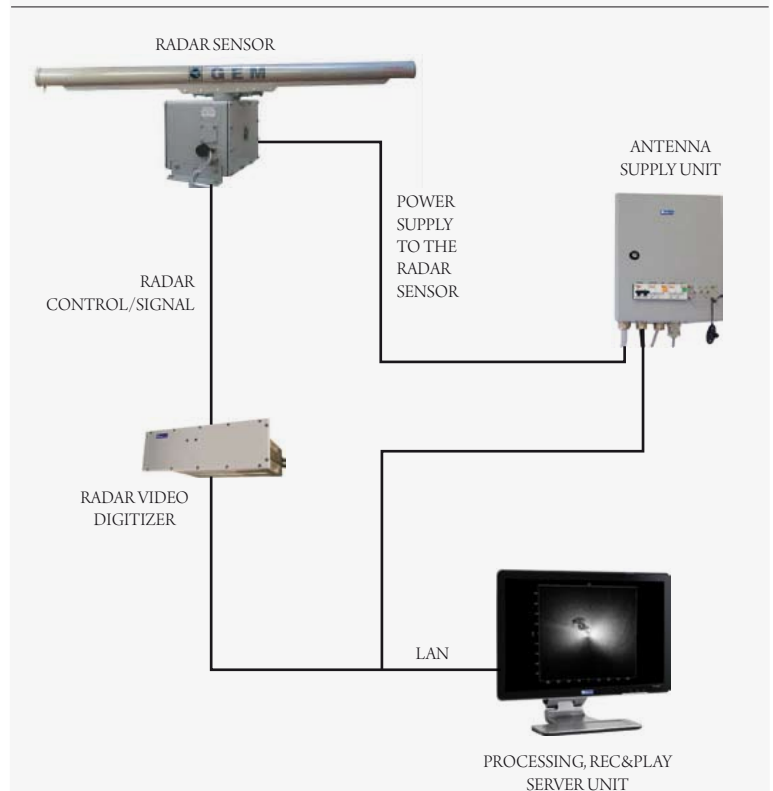 RADAR SENSOR
GEM
ANTENNA
SUPPLY UNIT
POWER
SUPPLY
TO THE
RADAR
SENSOR
RADAR
CONTROL/SIGNAL
RADAR VIDEO
DIGITIZER
LAN
PROCESSING, REC&PLAY
SERVER UNIT